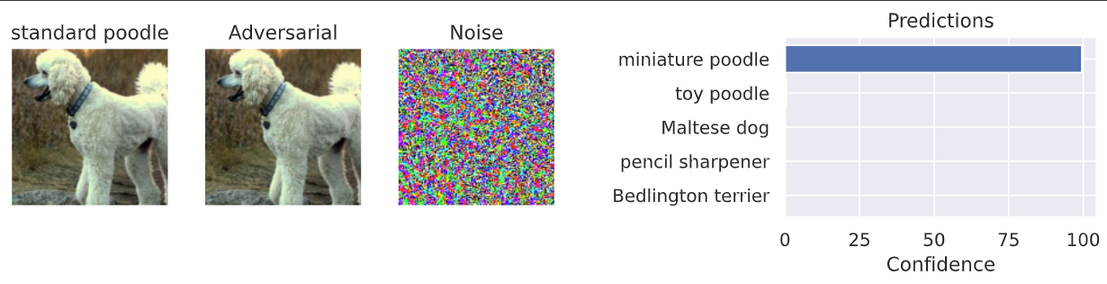 standard poodle
Adversarial
Noise
Predictions
miniature poodle
toy poodle
Maltese dog
pencil sharpener
Bedlington terrier
0 25 50 75 100
Confidence